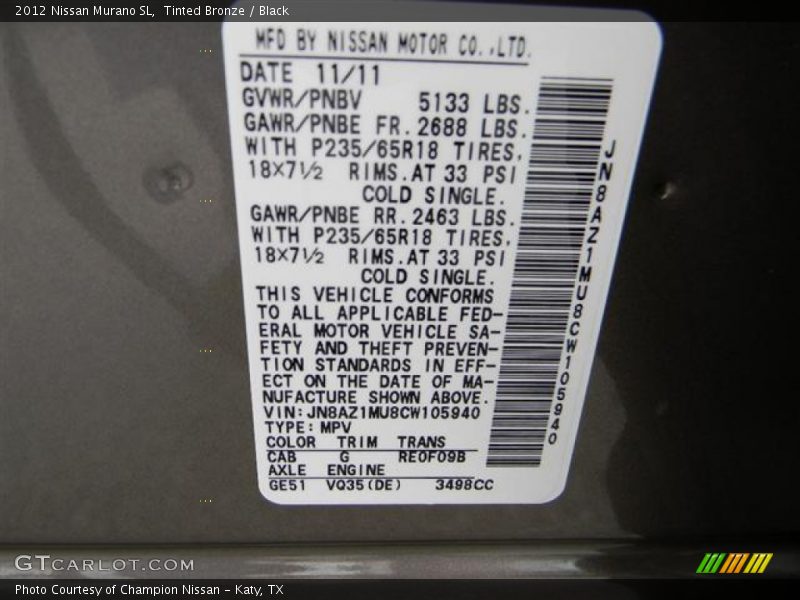 2012 Nissan Murano SL,  Tinted Bronze / Black
MFD BY NISSAN MOTOR CO.,LTD.
DATE 11/11
GVWR/PNBV 5133 LBS.
GAWR/PNBE FR. 2688 LBS.
WITH P235/65R18 TIRES,
18×7½ RIMS. AT 33 PSI
COLD SINGLE.
GAWR/PNBE RR. 2463 LBS.
WITH P235/65R18 TIRES,
18×7½ RIMS. AT 33 PSI
COLD SINGLE.
THIS VEHICLE CONFORMS
TO ALL APPLICABLE FED-
ERAL MOTOR VEHICLE SA-
FETY AND THEFT PREVEN-
TION STANDARDS IN EFF-
ECT ON THE DATE OF MA-
NUFACTURE SHOWN ABOVE.
VIN: JN8AZ1MU8CW105940
TYPE: MPV
COLOR TRIM TRANS
CAB G RE0F09B
AXLE ENGINE
GE51 VQ35(DE) 3498CC
JN8AZ1MU8CW105940
GTCARLOT.COM
Photo Courtesy of Champion Nissan - Katy, TX